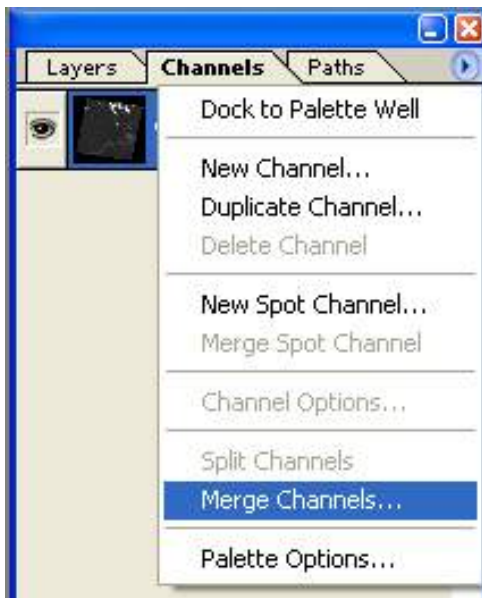 Layers Channels Paths
Dock to Palette Well
New Channel...
Duplicate Channel...
Delete Channel
New Spot Channel...
Merge Spot Channel
Channel Options...
Split Channels
Merge Channels...
Palette Options...